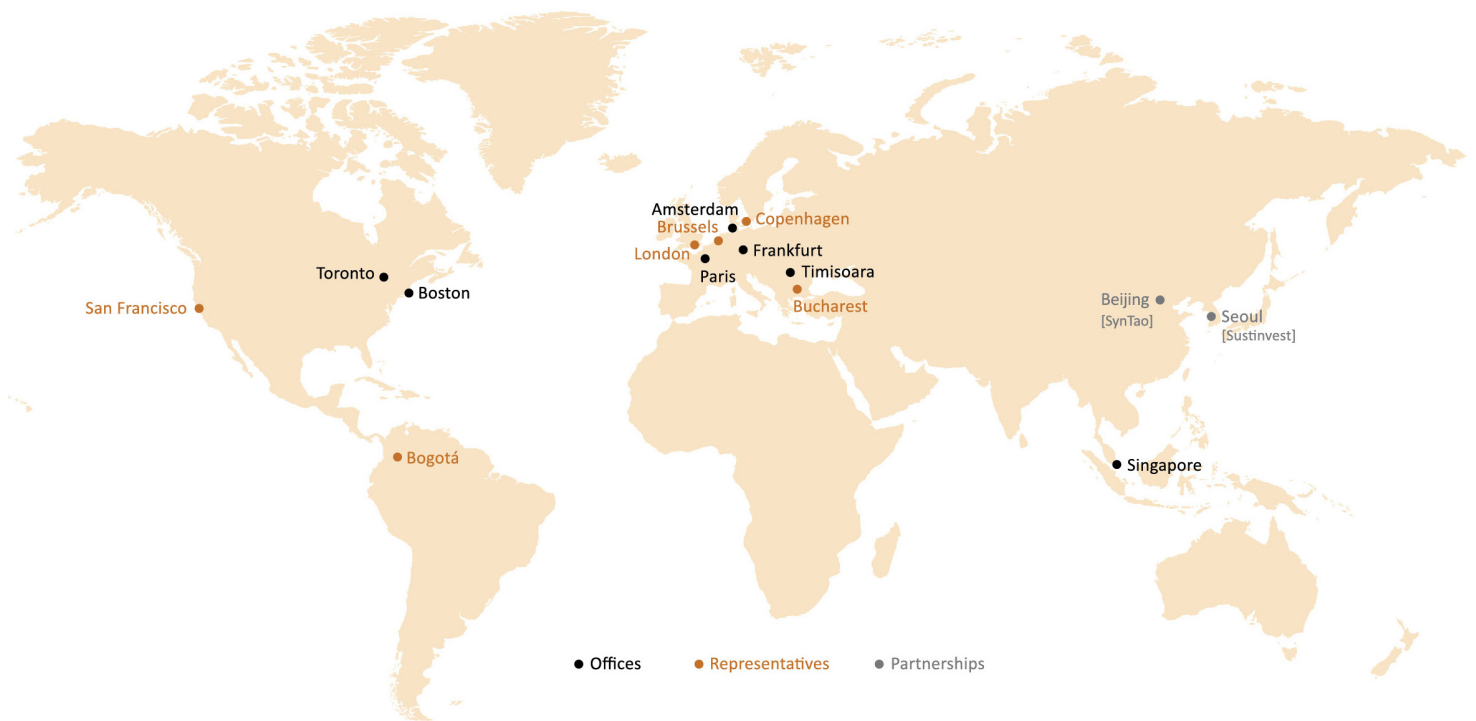 Amsterdam
Copenhagen
Brussels
London
Frankfurt
Paris
Timisoara
Bucharest
Toronto
Boston
San Francisco
Beijing
[SynTao]
Seoul
[Sustinvest]
Bogotá
Singapore
Offices
Representatives
Partnerships